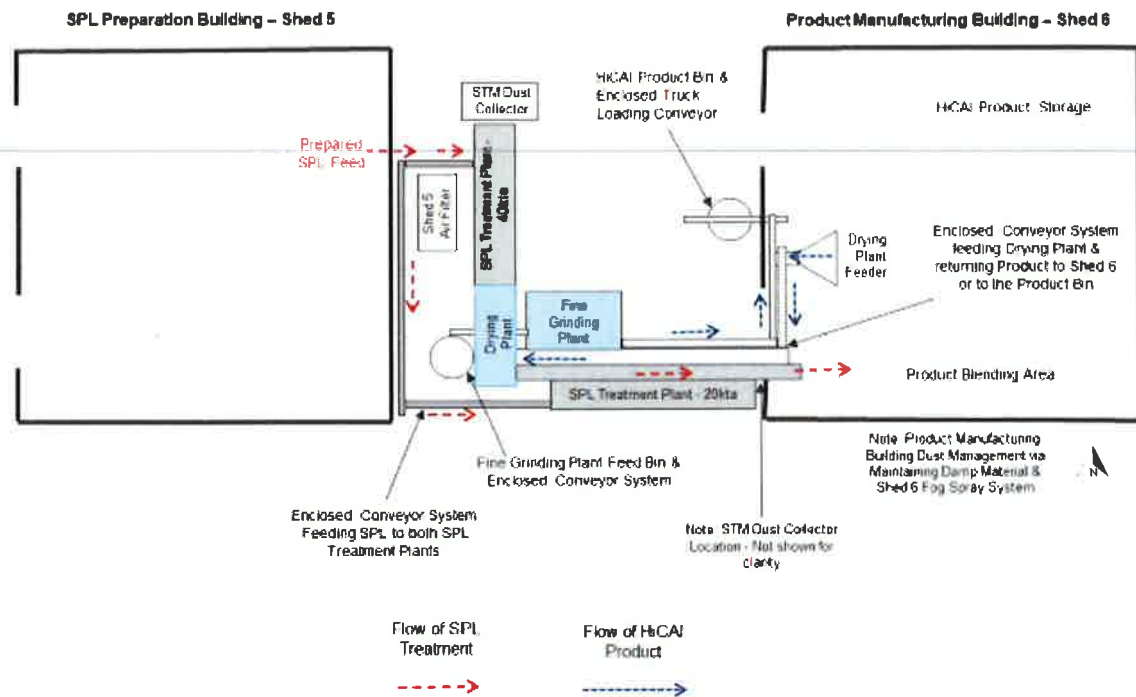 SPL Preparation Building – Shed 5
Product Manufacturing Building – Shed 6
STM Dust
Collector
HiCAl Product Bin &
Enclosed Truck
Loading Conveyor
HiCAl Product Storage
Prepared
SPL Feed
Shed 5
Air Filter
SPL Treatment Plant -
40kta
Drying
Plant
Feeder
Enclosed Conveyor System
feeding Drying Plant &
returning Product to Shed 6
or to the Product Bin
Fine
Grinding
Plant
Drying
Plant
Product Blending Area
SPL Treatment Plant - 20kta
Fine Grinding Plant Feed Bin &
Enclosed Conveyor System
Note Product Manufacturing
Building Dust Management via
Maintaining Damp Material &
Shed 6 Fog Spray System
N
Enclosed Conveyor System
Feeding SPL to both SPL
Treatment Plants
Note STM Dust Collector
Location - Not shown for
clarity
Flow of SPL
Treatment
Flow of HiCAl
Product